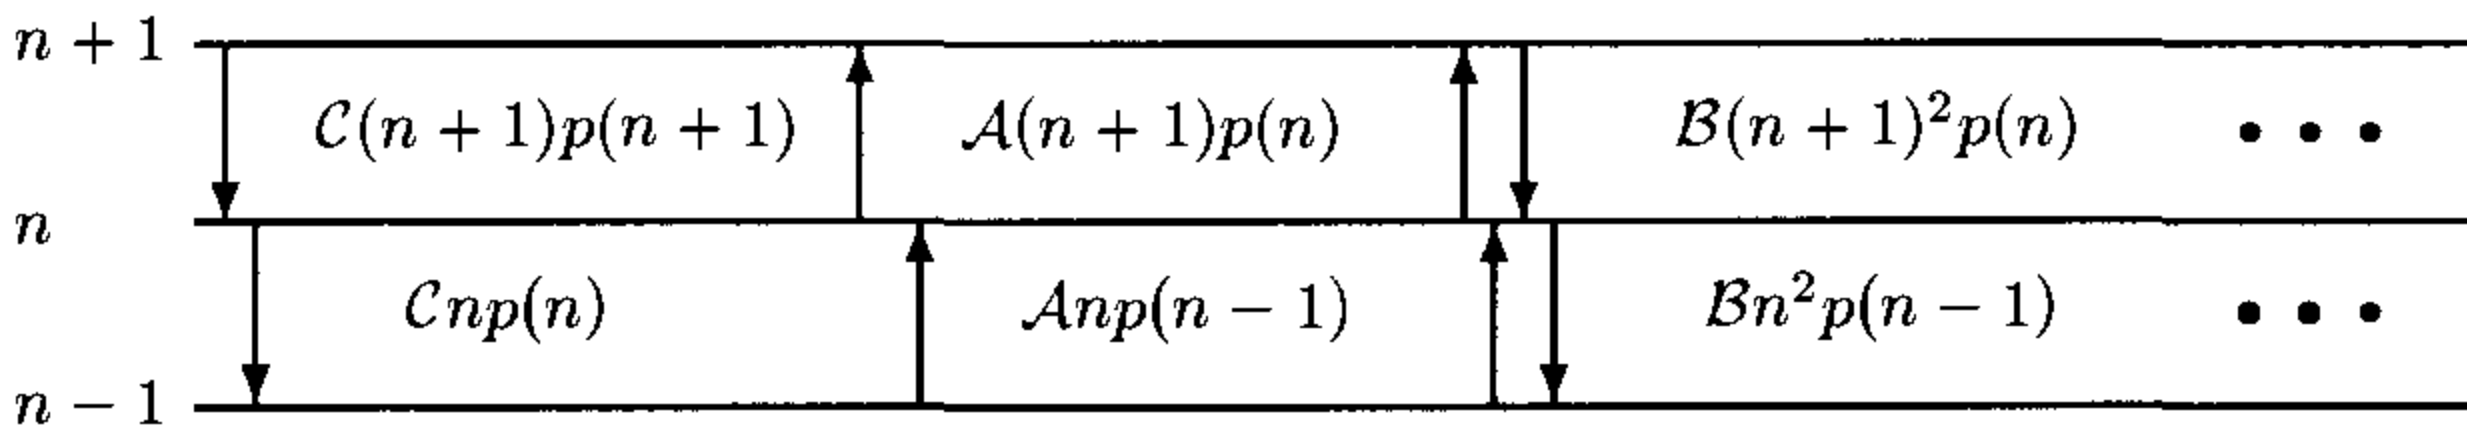 n + 1
𝒞(n + 1)p(n + 1) 𝒜(n + 1)p(n) ℬ(n + 1)²p(n) • • •
n
𝒞np(n) 𝒜np(n − 1) ℬn²p(n − 1) • • •
n − 1